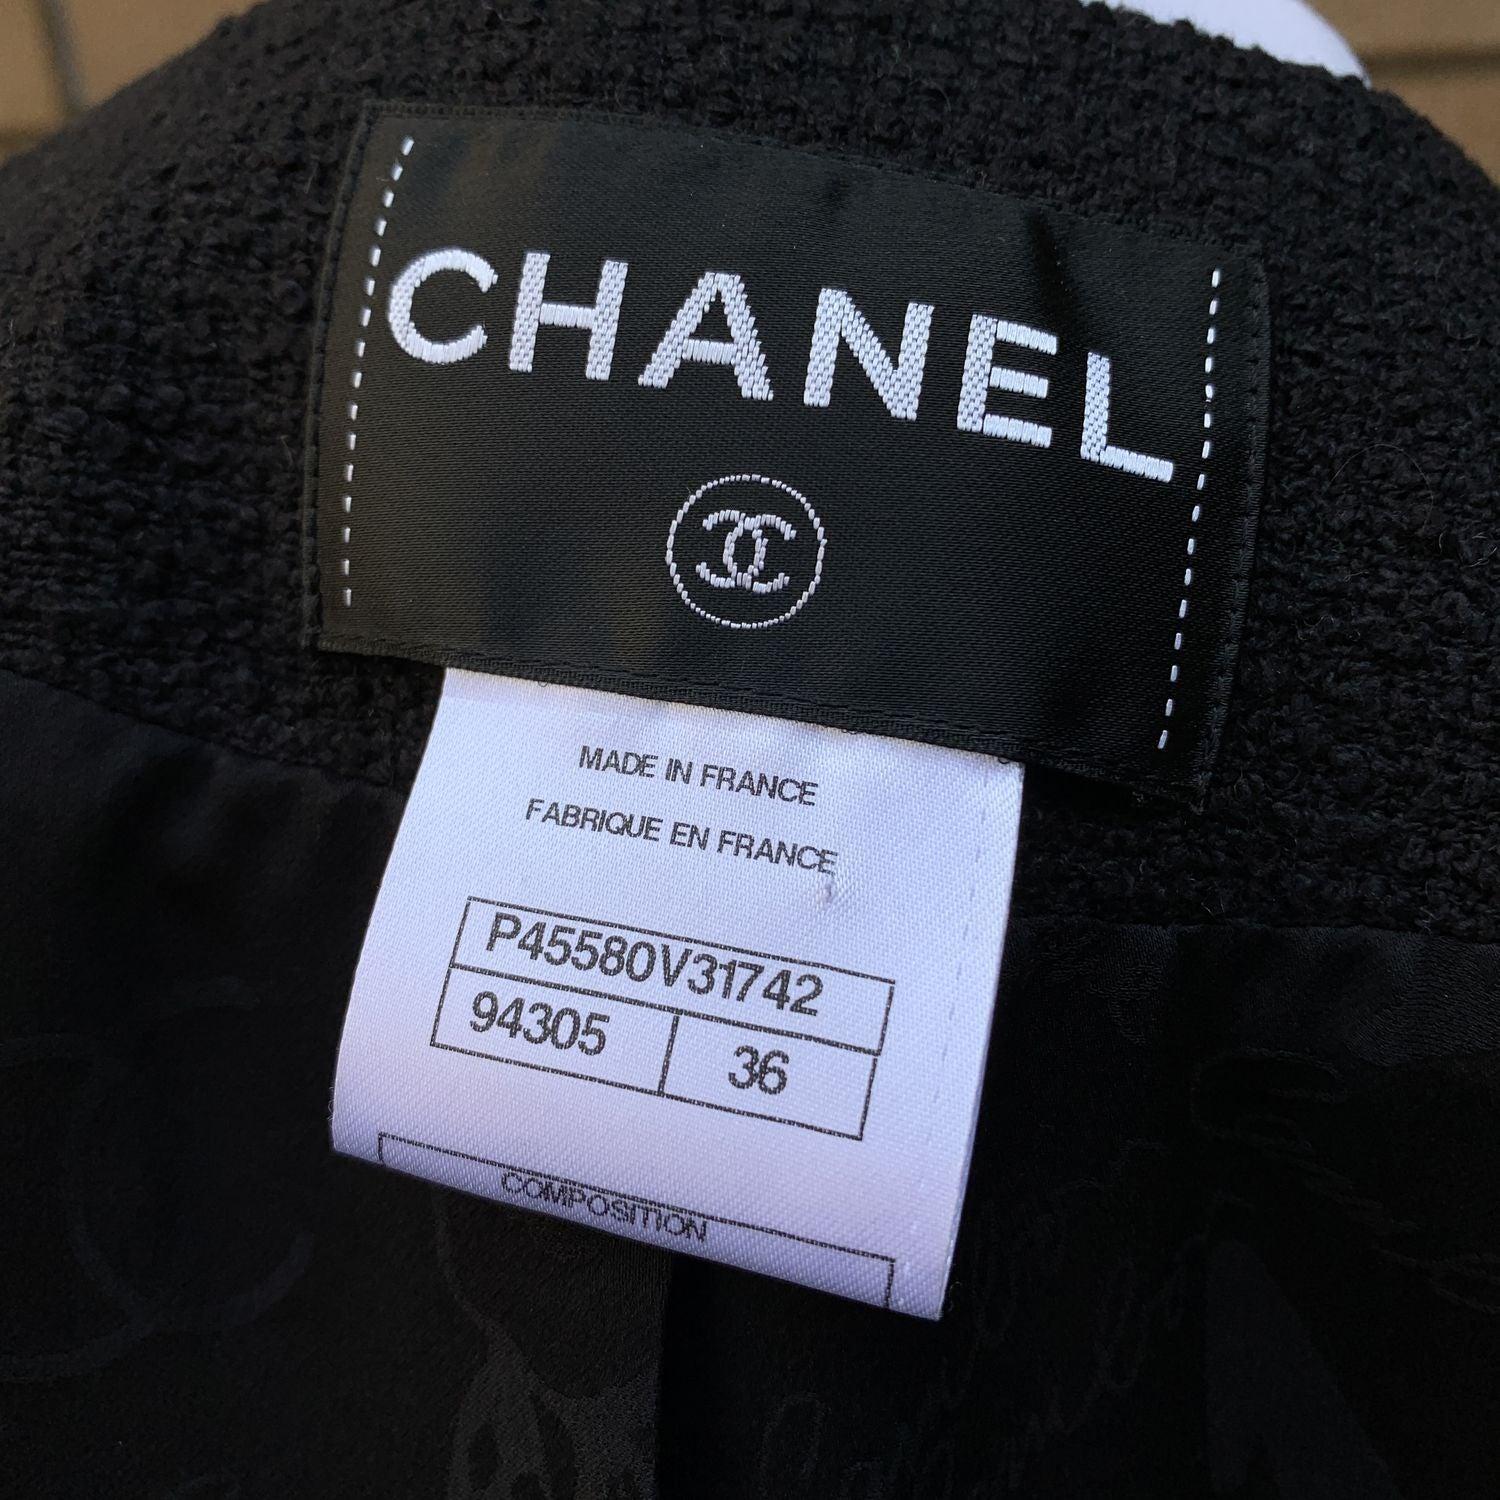 CHANEL
MADE IN FRANCE
FABRIQUE EN FRANCE
P45580V31742
94305 36
COMPOSITION